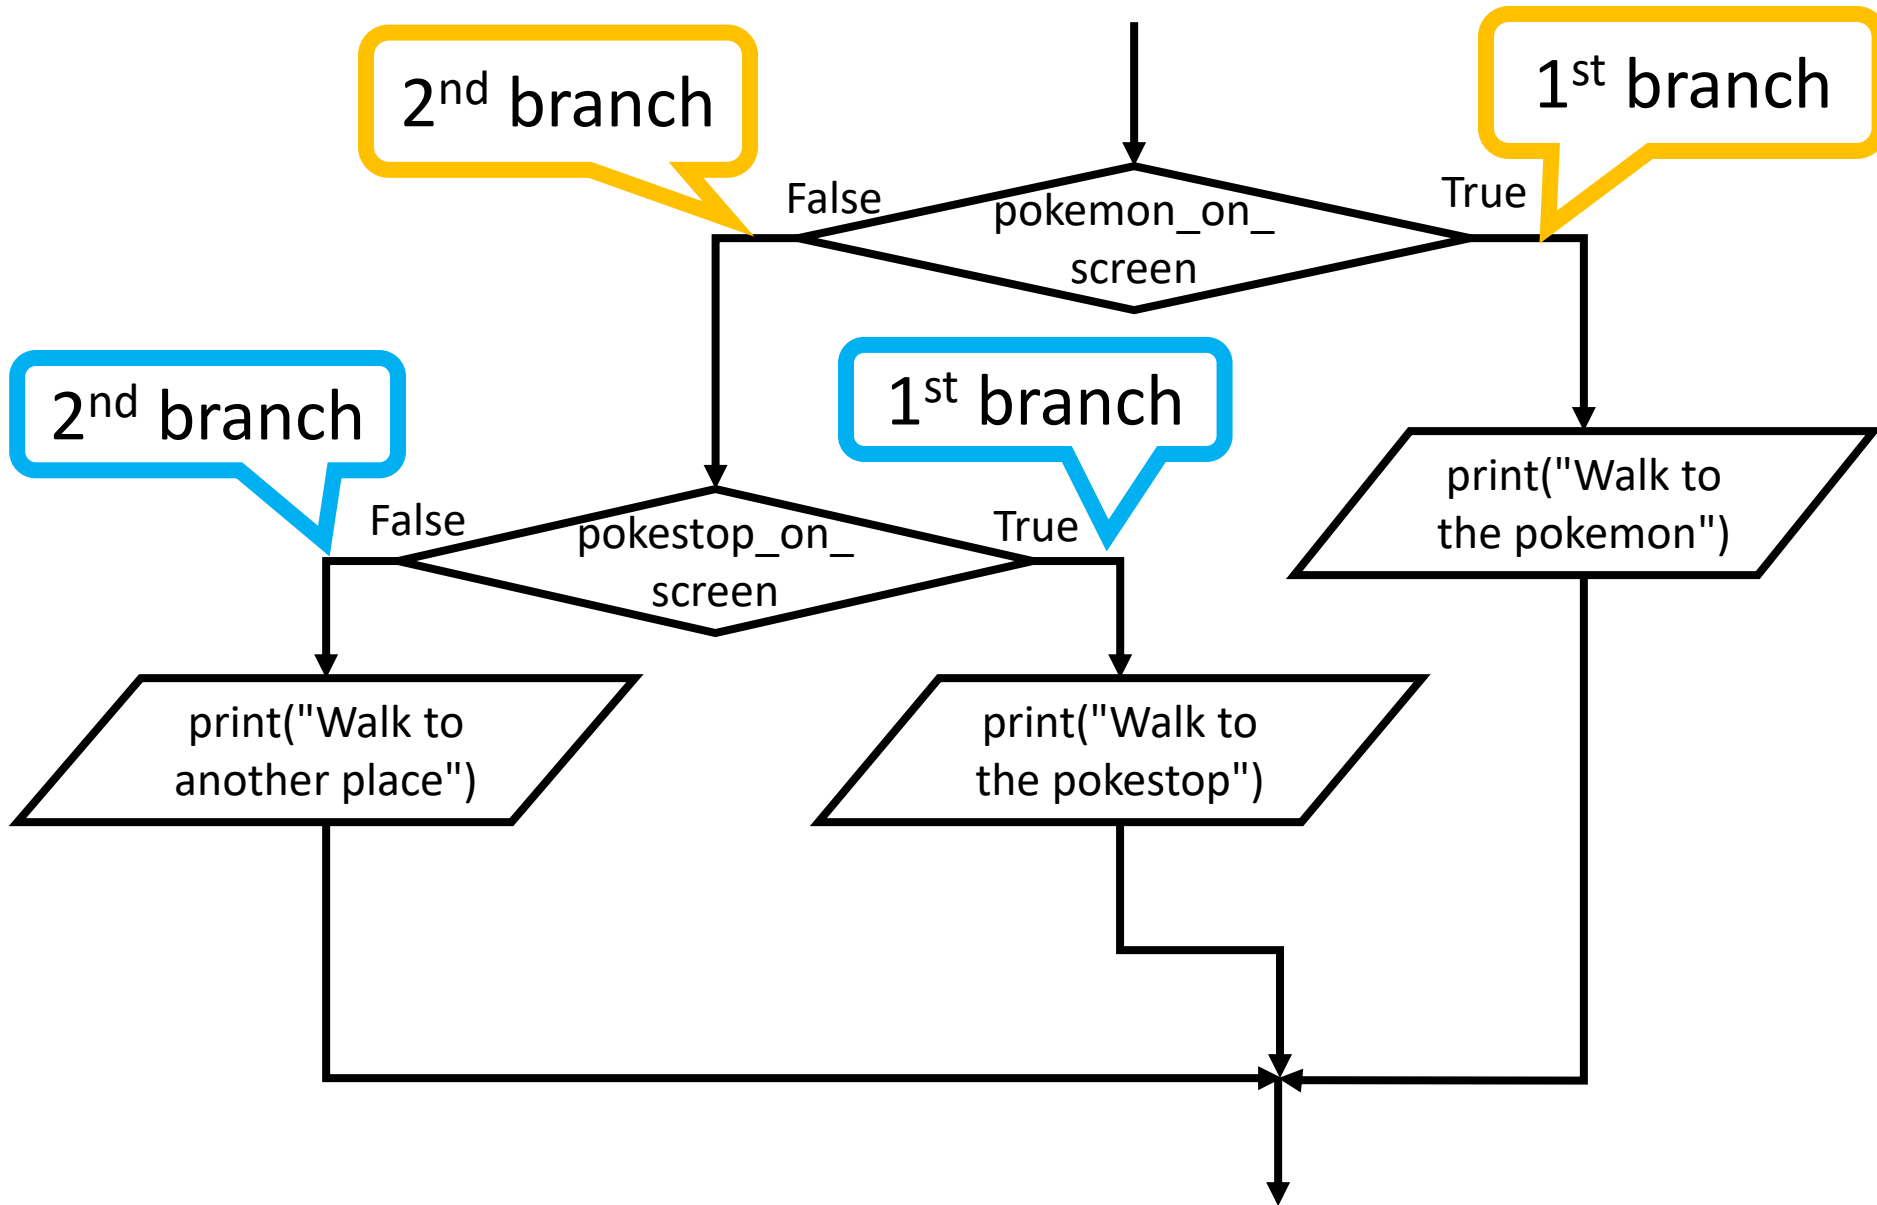 2nd branch
1st branch
False
True
pokemon_on_
screen
2nd branch
1st branch
print("Walk to
the pokemon")
False
True
pokestop_on_
screen
print("Walk to
another place")
print("Walk to
the pokestop")